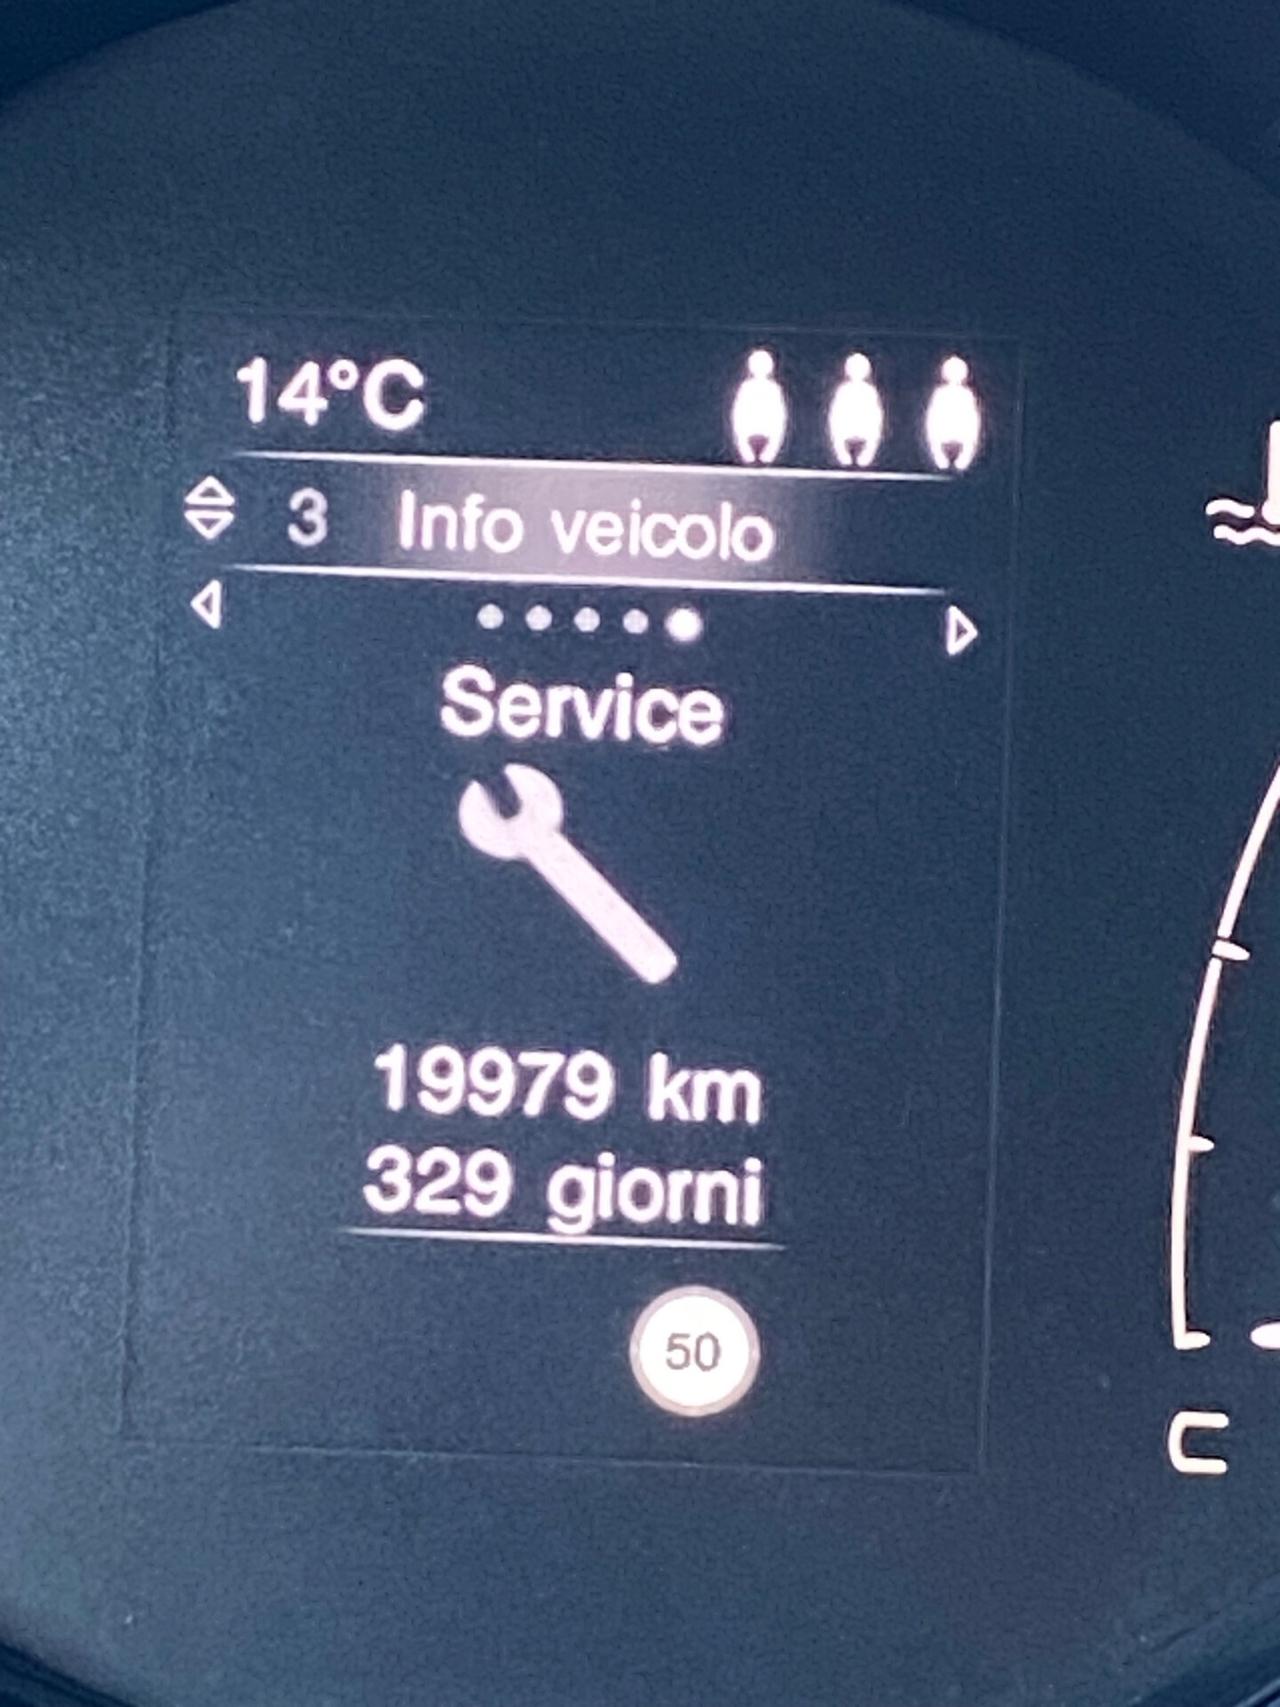 14°C
3 Info veicolo
Service
19979 km
329 giorni
50
C